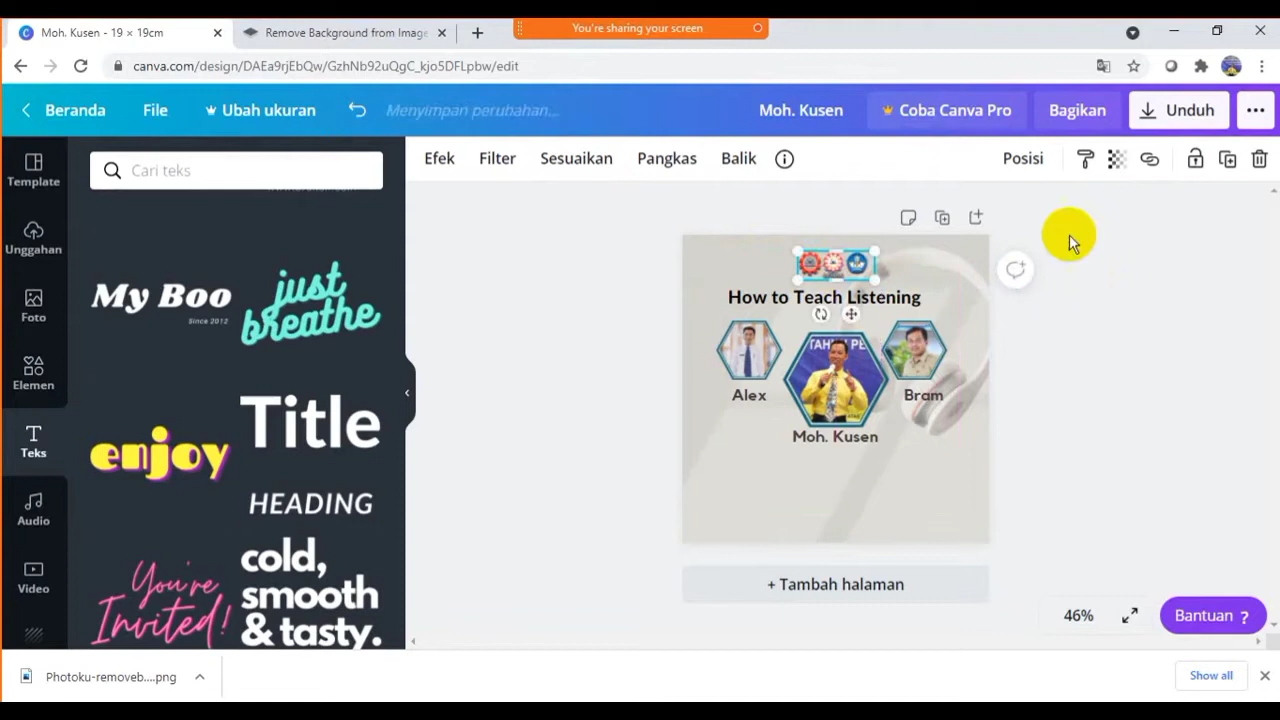 Moh. Kusen - 19 × 19cm
Remove Background from Image
You're sharing your screen
canva.com/design/DAEa9rjEbQw/GzhNb92uQgC_kjo5DFLpbw/edit
Beranda
File
Ubah ukuran
Menyimpan perubahan...
Moh. Kusen
Coba Canva Pro
Bagikan
Unduh
Template
Unggahan
Foto
Elemen
Teks
Audio
Video
Cari teks
Efek
Filter
Sesuaikan
Pangkas
Balik
Posisi
My Boo
Since 2012
just
breathe
enjoy
Title
HEADING
You're
Invited!
cold,
smooth
& tasty.
How to Teach Listening
TAHUN PE
Alex
Bram
Moh. Kusen
+ Tambah halaman
46%
Bantuan ?
Photoku-removeb....png
Show all